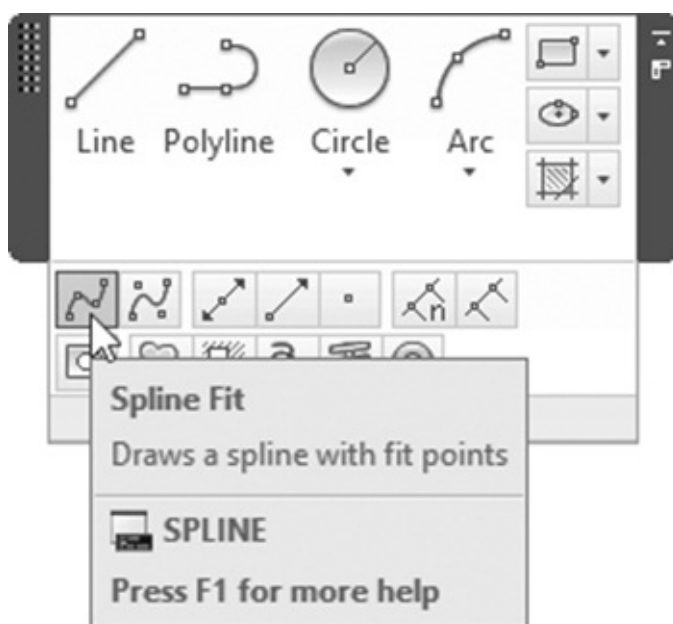 Line Polyline Circle Arc
n
Spline Fit
Draws a spline with fit points
SPLINE
Press F1 for more help